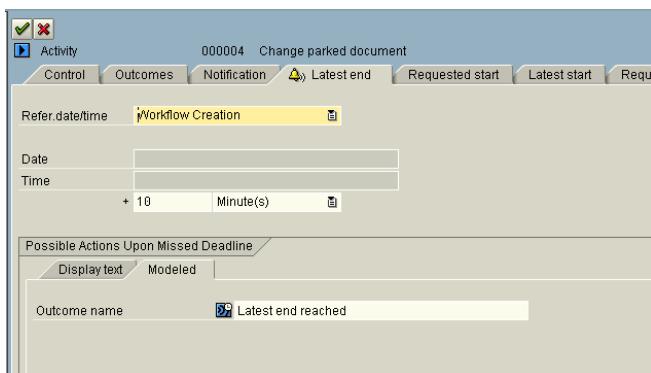 Activity 000004 Change parked document
Control Outcomes Notification Latest end Requested start Latest start Requ
Refer.date/time Workflow Creation
Date
Time
+ 10 Minute(s)
Possible Actions Upon Missed Deadline
Display text Modeled
Outcome name Latest end reached